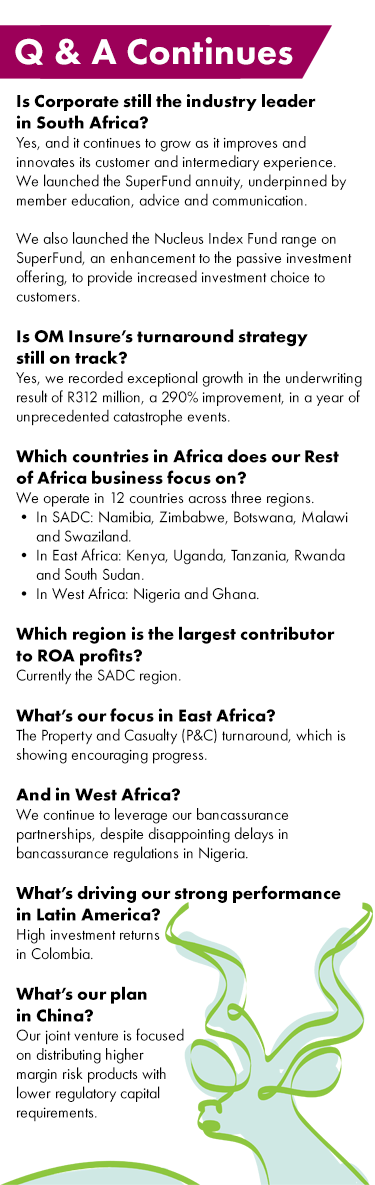 Q & A Continues
Is Corporate still the industry leader
in South Africa?
Yes, and it continues to grow as it improves and
innovates its customer and intermediary experience.
We launched the SuperFund annuity, underpinned by
member education, advice and communication.
We also launched the Nucleus Index Fund range on
SuperFund, an enhancement to the passive investment
offering, to provide increased investment choice to
customers.
Is OM Insure's turnaround strategy
still on track?
Yes, we recorded exceptional growth in the underwriting
result of R312 million, a 290% improvement, in a year of
unprecedented catastrophe events.
Which countries in Africa does our Rest
of Africa business focus on?
We operate in 12 countries across three regions.
• In SADC: Namibia, Zimbabwe, Botswana, Malawi
and Swaziland.
• In East Africa: Kenya, Uganda, Tanzania, Rwanda
and South Sudan.
• In West Africa: Nigeria and Ghana.
Which region is the largest contributor
to ROA profits?
Currently the SADC region.
What's our focus in East Africa?
The Property and Casualty (P&C) turnaround, which is
showing encouraging progress.
And in West Africa?
We continue to leverage our bancassurance
partnerships, despite disappointing delays in
bancassurance regulations in Nigeria.
What's driving our strong performance
in Latin America?
High investment returns
in Colombia.
What's our plan
in China?
Our joint venture is focused
on distributing higher
margin risk products with
lower regulatory capital
requirements.